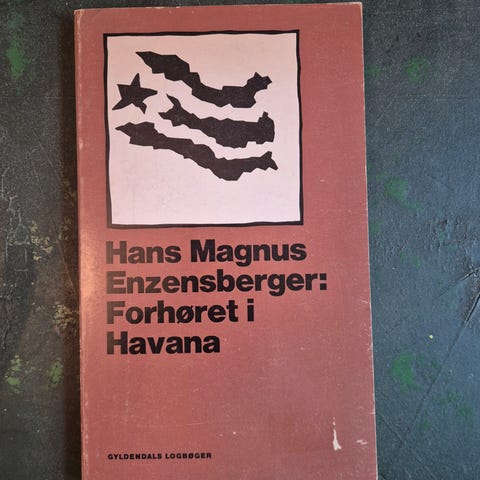 Hans Magnus
Enzensberger:
Forhøret i
Havana
GYLDENDALS LOGBØGER